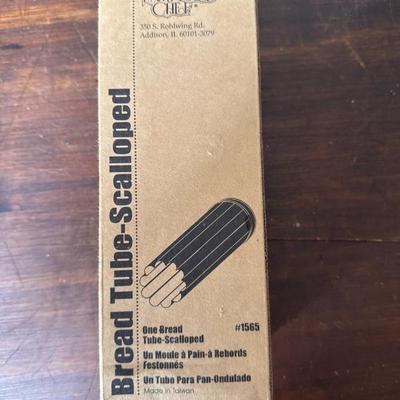 CHEF
350 S. Rohlwing Rd.
Addison, IL 60101-3079
Bread Tube-Scalloped
One Bread
Tube-Scalloped
#1565
Un Moule à Pain-à Rebords
Festonnés
Un Tubo Para Pan-Ondulado
Made in Taiwan